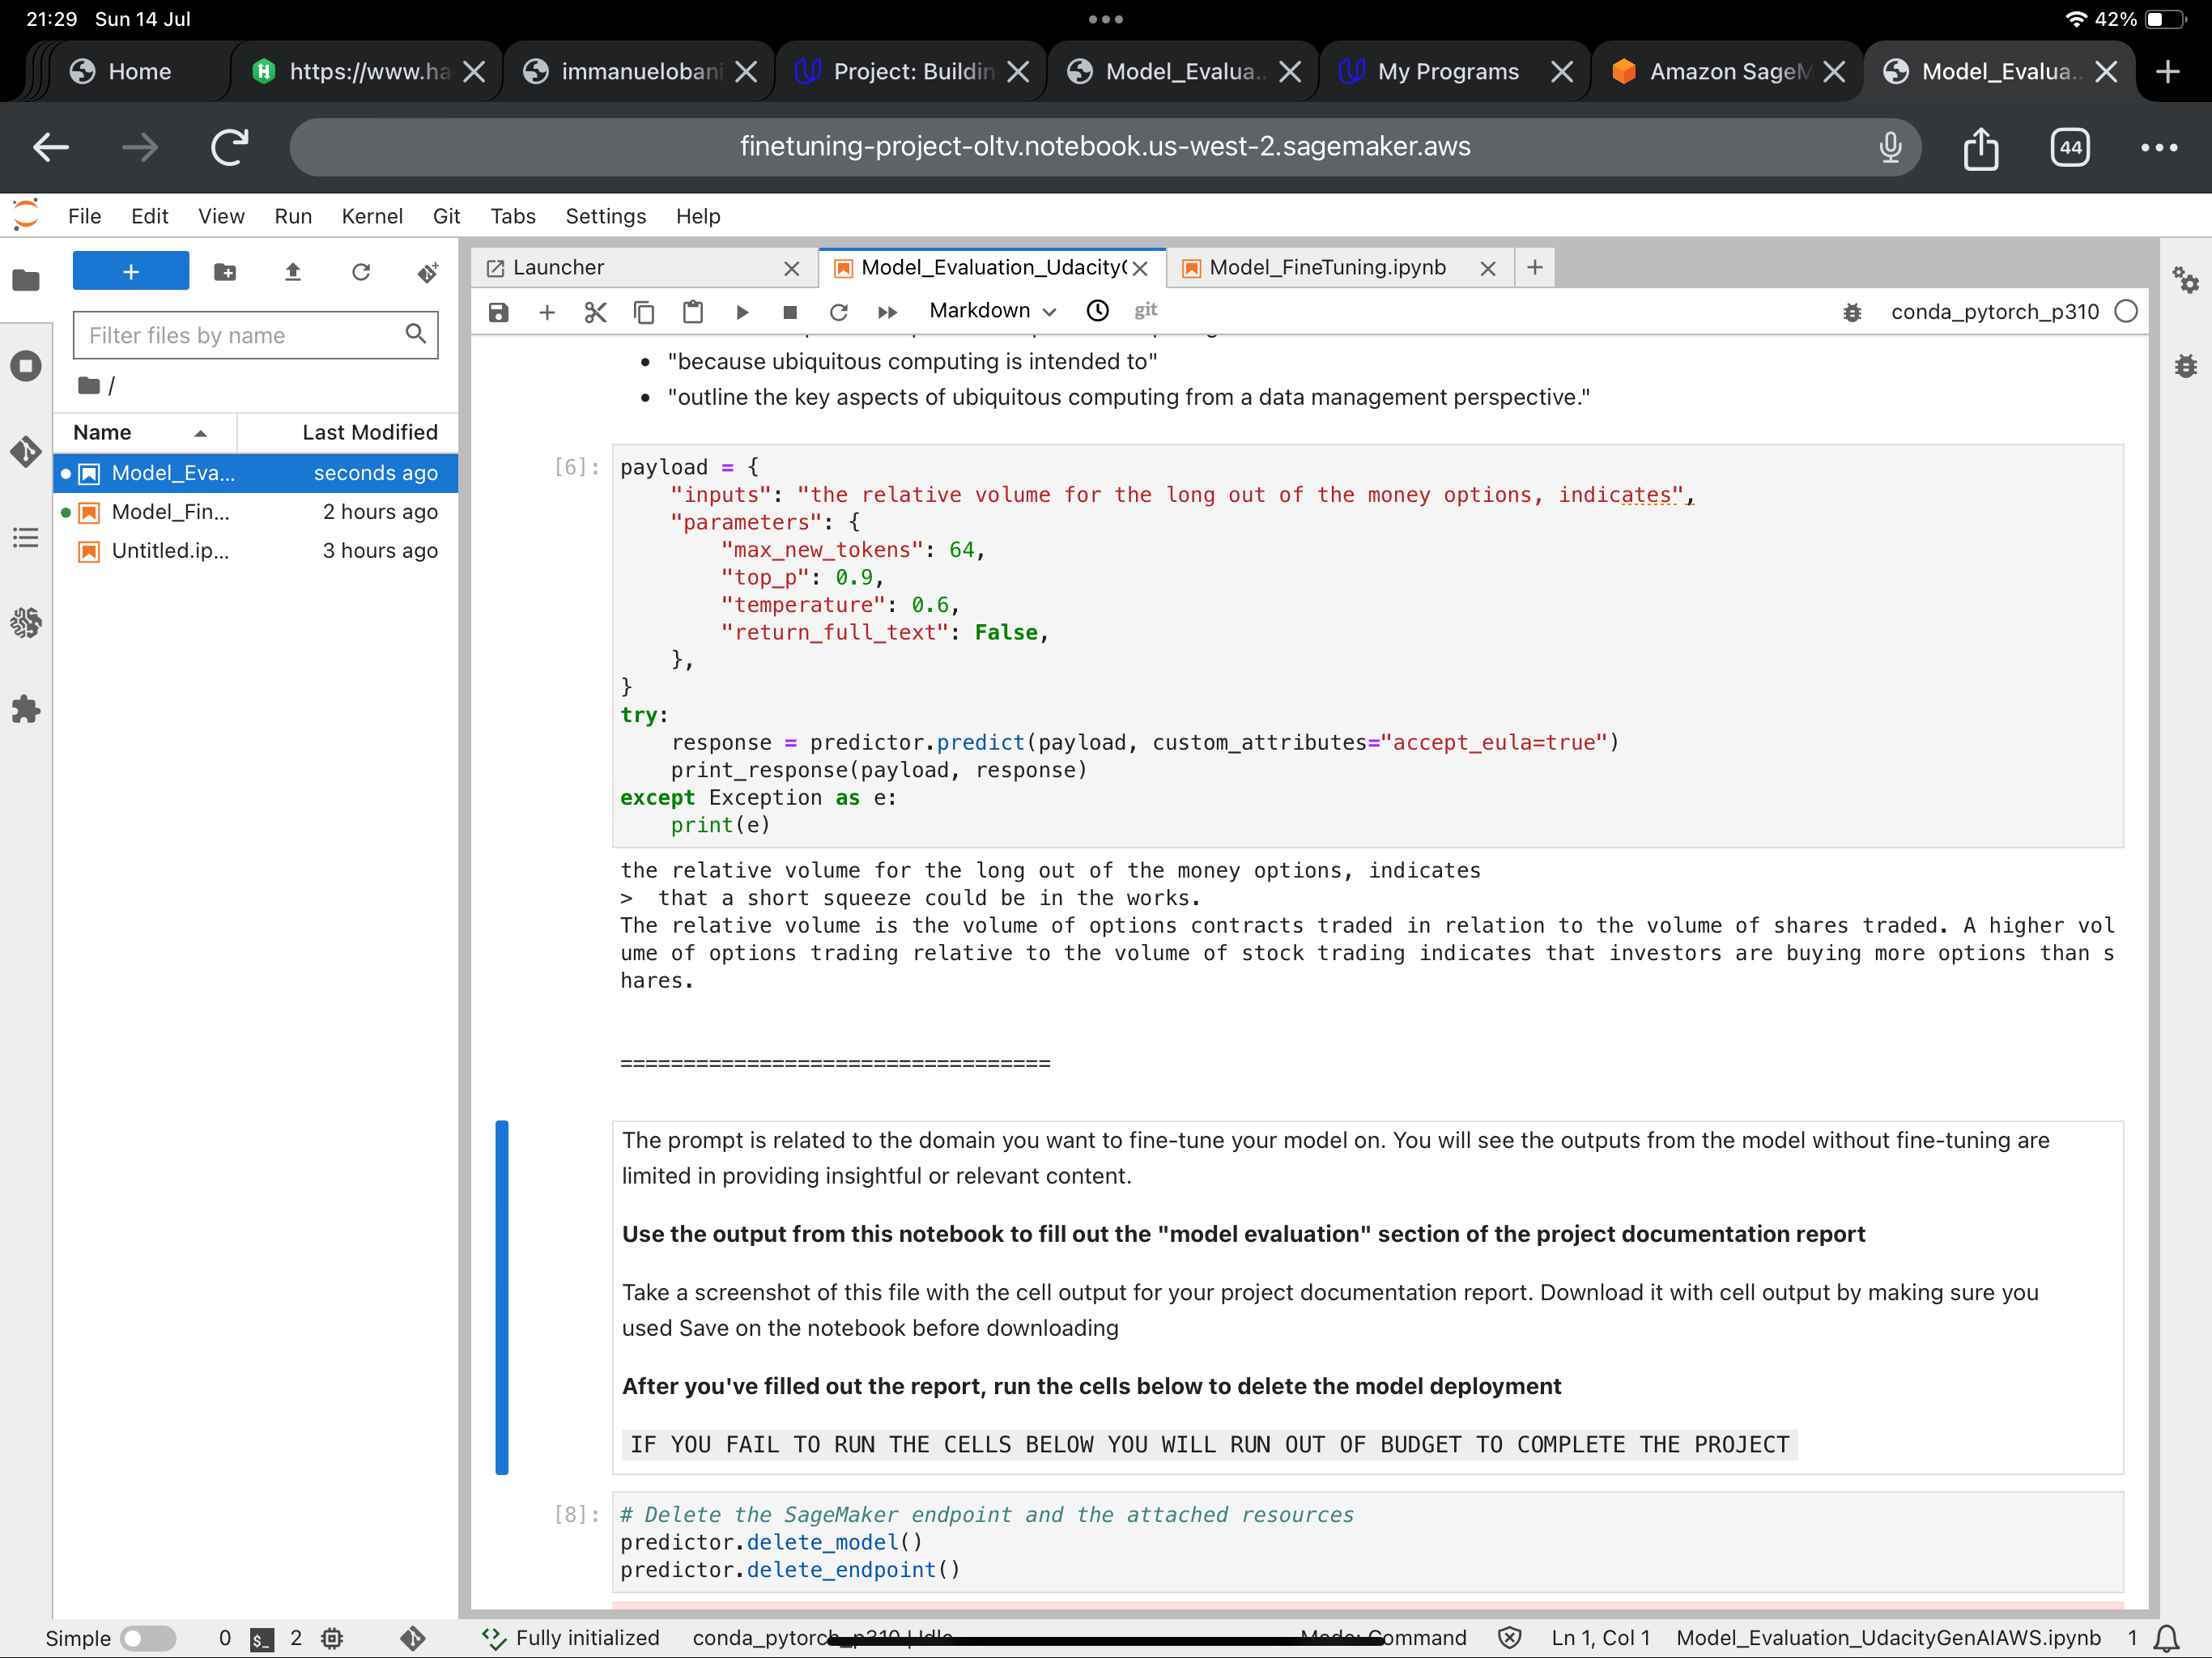 21:29 Sun 14 Jul
42%
Home
https://www.ha
immanuelobani
Project: Buildin
Model_Evalua..
My Programs
Amazon SageM
Model_Evalua..
finetuning-project-oltv.notebook.us-west-2.sagemaker.aws
44
File Edit View Run Kernel Git Tabs Settings Help
Launcher
Model_Evaluation_Udacity
Model_FineTuning.ipynb
Markdown
git
conda_pytorch_p310
Filter files by name
/
Name
Last Modified
Model_Eva... seconds ago
Model_Fin... 2 hours ago
Untitled.ip... 3 hours ago
"because ubiquitous computing is intended to"
"outline the key aspects of ubiquitous computing from a data management perspective."
[6]:
payload = {
"inputs": "the relative volume for the long out of the money options, indicates",
"parameters": {
"max_new_tokens": 64,
"top_p": 0.9,
"temperature": 0.6,
"return_full_text": False,
},
}
try:
response = predictor.predict(payload, custom_attributes="accept_eula=true")
print_response(payload, response)
except Exception as e:
print(e)
the relative volume for the long out of the money options, indicates
>  that a short squeeze could be in the works.
The relative volume is the volume of options contracts traded in relation to the volume of shares traded. A higher vol
ume of options trading relative to the volume of stock trading indicates that investors are buying more options than s
hares.
==================================
The prompt is related to the domain you want to fine-tune your model on. You will see the outputs from the model without fine-tuning are
limited in providing insightful or relevant content.
Use the output from this notebook to fill out the "model evaluation" section of the project documentation report
Take a screenshot of this file with the cell output for your project documentation report. Download it with cell output by making sure you
used Save on the notebook before downloading
After you've filled out the report, run the cells below to delete the model deployment
IF YOU FAIL TO RUN THE CELLS BELOW YOU WILL RUN OUT OF BUDGET TO COMPLETE THE PROJECT
[8]:
# Delete the SageMaker endpoint and the attached resources
predictor.delete_model()
predictor.delete_endpoint()
Simple
0
2
Fully initialized
conda_pytorch_p310 | Idle
Mode: Command
Ln 1, Col 1
Model_Evaluation_UdacityGenAIAWS.ipynb
1